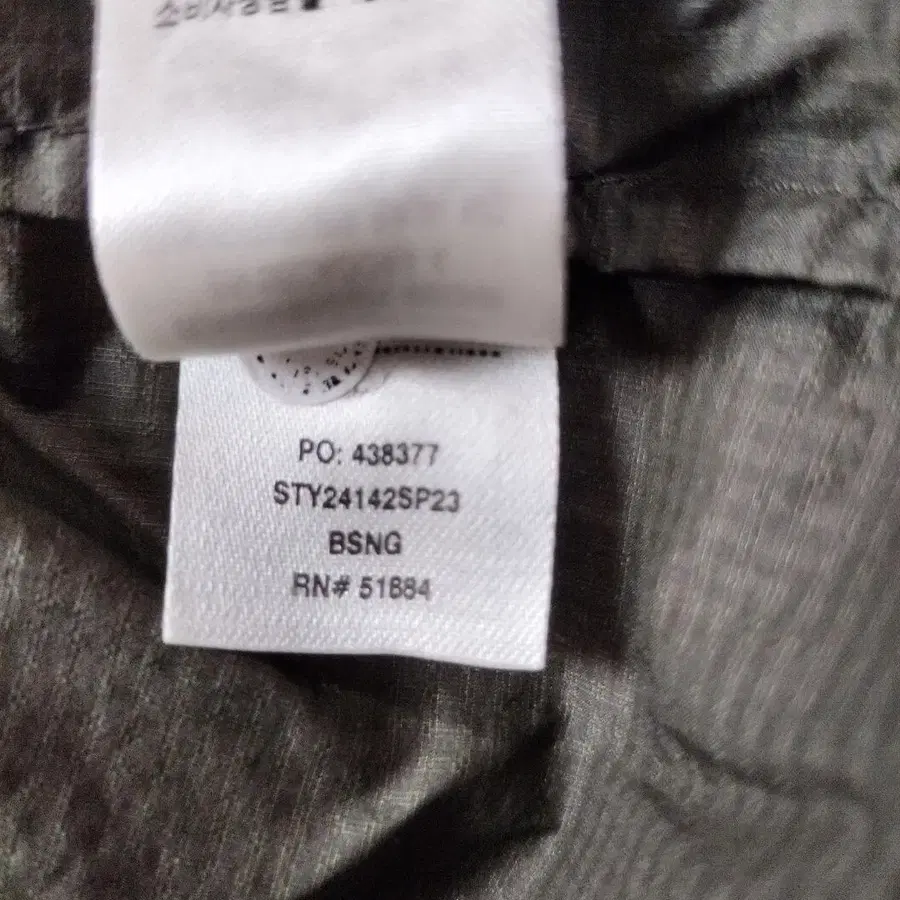 PO: 438377
STY24142SP23
BSNG
RN# 51884